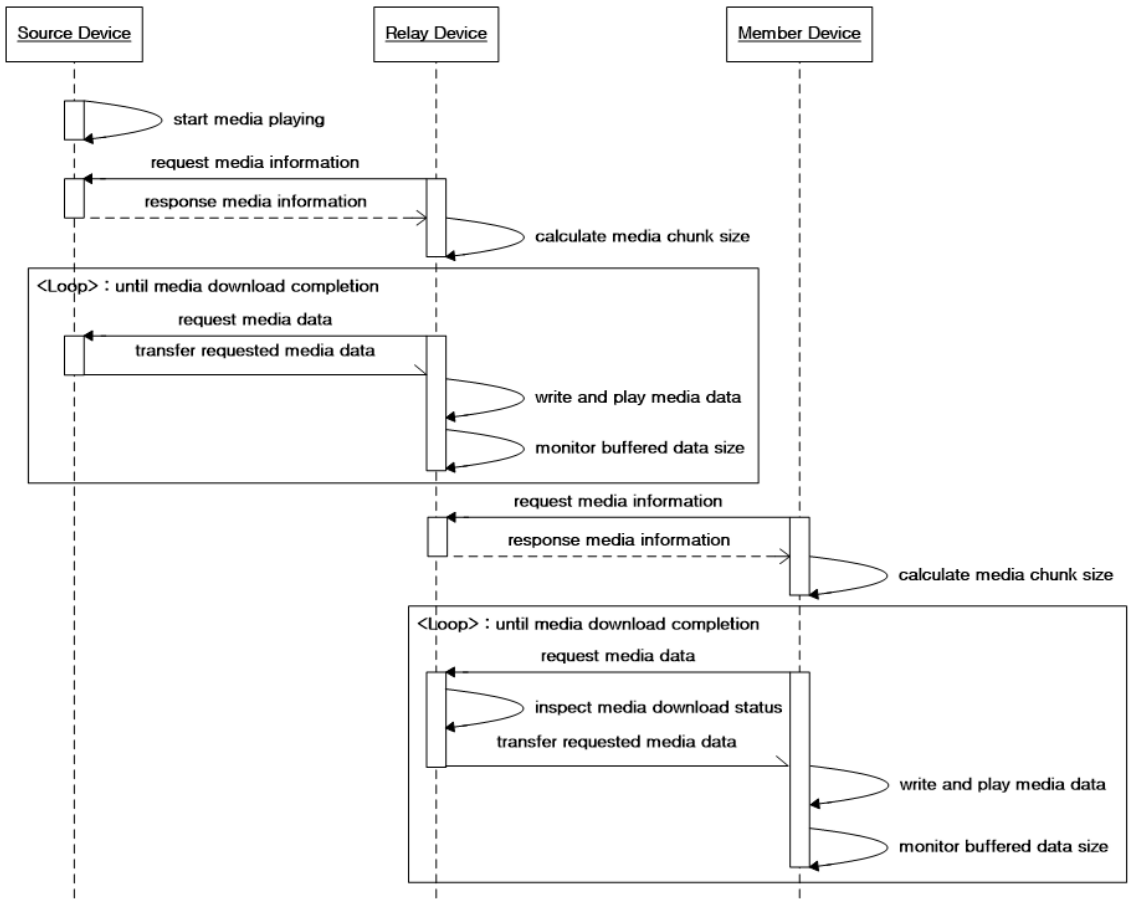 Source Device
Relay Device
Member Device
start media playing
request media information
response media information
calculate media chunk size
<Loop> : until media download completion
request media data
transfer requested media data
write and play media data
monitor buffered data size
request media information
response media information
calculate media chunk size
<Loop> : until media download completion
request media data
inspect media download status
transfer requested media data
write and play media data
monitor buffered data size